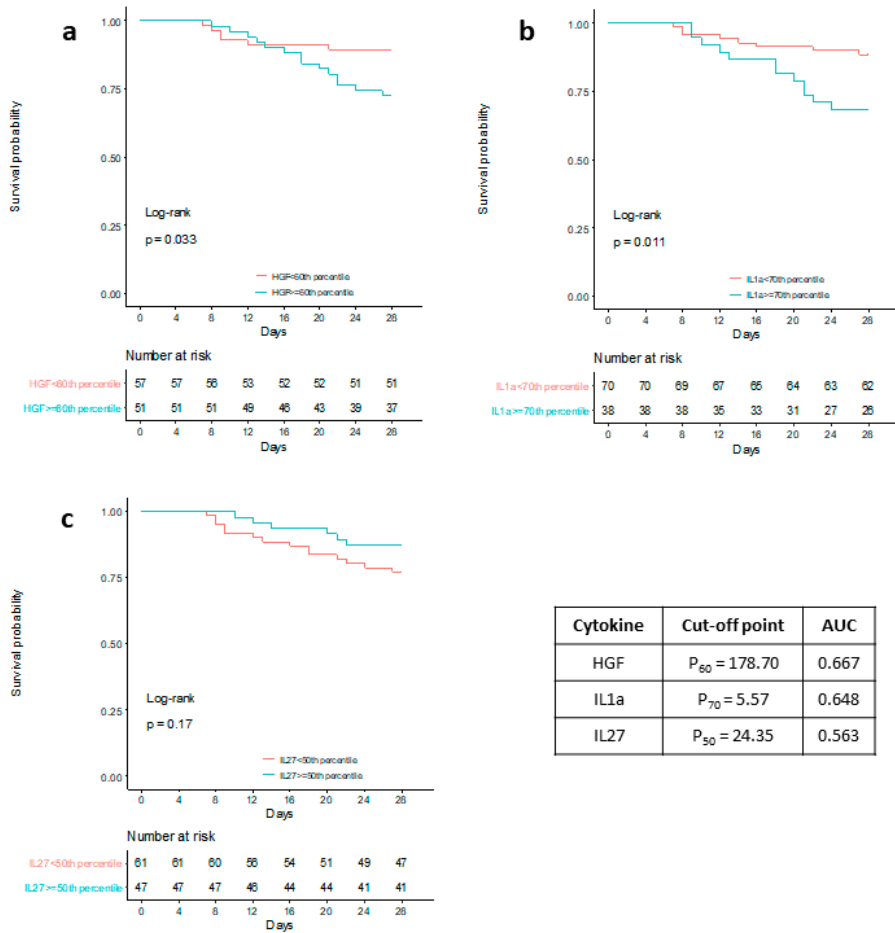 a
Survival probability
1.00
0.75
0.50
0.25
0.00
Log-rank
p = 0.033
HGF<60th percentile
HGF>=60th percentile
0 4 8 12 16 20 24 28
Days
Number at risk
HGF<60th percentile 57 57 56 53 52 52 51 51
HGF>=60th percentile 51 51 51 49 46 43 39 37
0 4 8 12 16 20 24 28
Days
b
Survival probability
1.00
0.75
0.50
0.25
0.00
Log-rank
p = 0.011
IL1a<70th percentile
IL1a>=70th percentile
0 4 8 12 16 20 24 28
Days
Number at risk
IL1a<70th percentile 70 70 69 67 65 64 63 62
IL1a>=70th percentile 38 38 38 35 33 31 27 26
0 4 8 12 16 20 24 28
Days
c
Survival probability
1.00
0.75
0.50
0.25
0.00
Log-rank
p = 0.17
IL27<50th percentile
IL27>=50th percentile
0 4 8 12 16 20 24 28
Days
Number at risk
IL27<50th percentile 61 61 60 56 54 51 49 47
IL27>=50th percentile 47 47 47 46 44 44 41 41
0 4 8 12 16 20 24 28
Days
Cytokine Cut-off point AUC
HGF P60 = 178.70 0.667
IL1a P70 = 5.57 0.648
IL27 P50 = 24.35 0.563